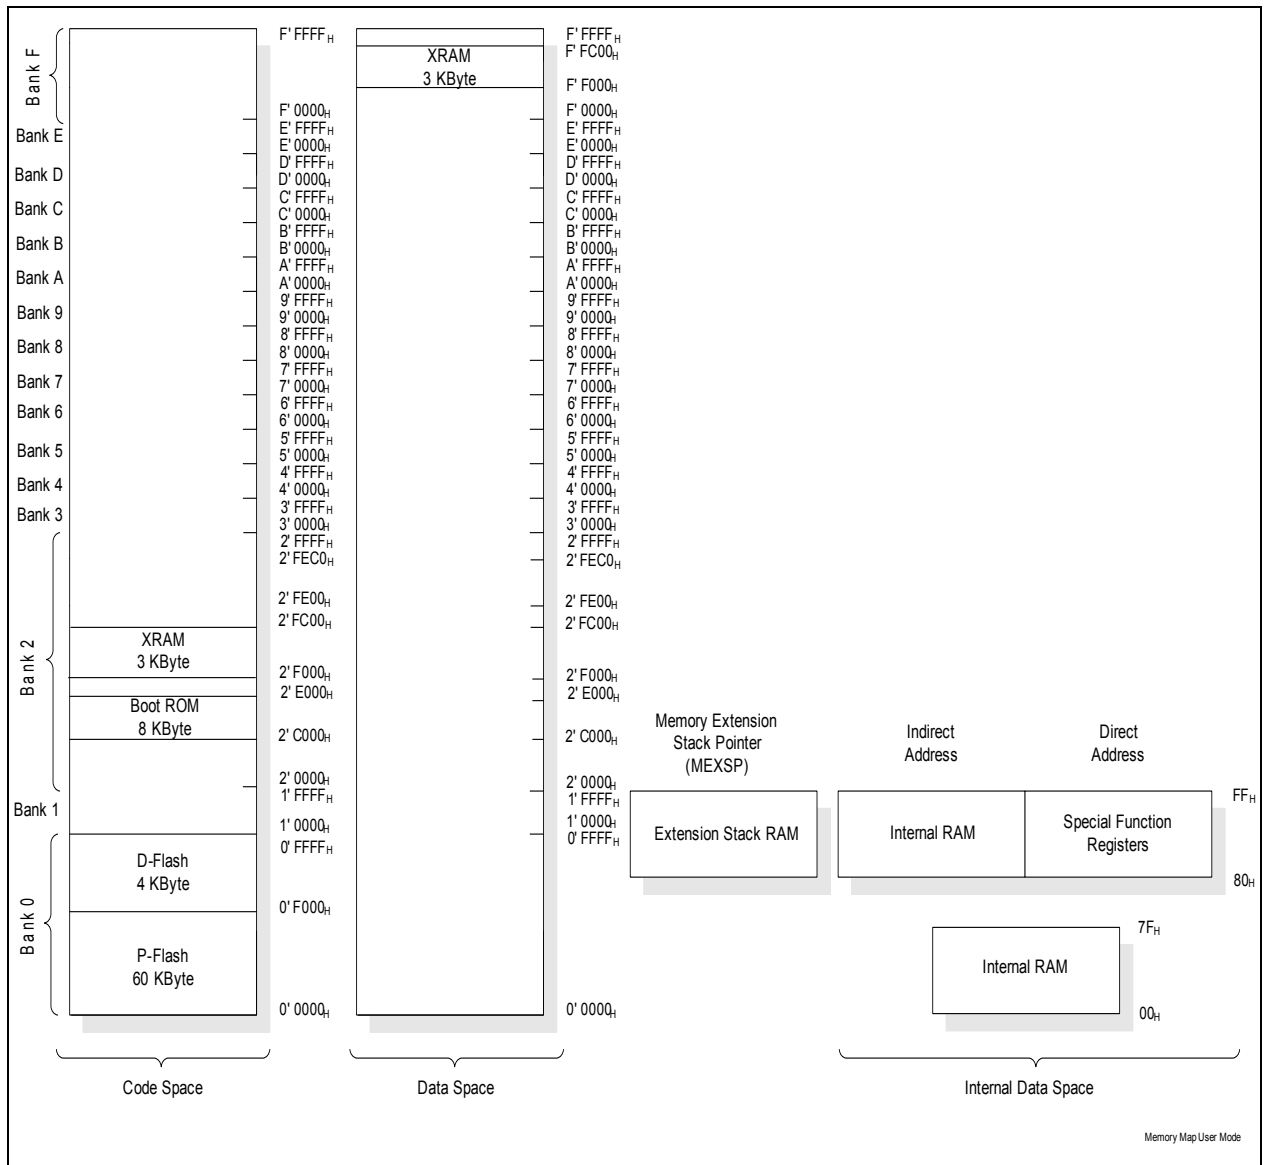 Bank F
Bank E
Bank D
Bank C
Bank B
Bank A
Bank 9
Bank 8
Bank 7
Bank 6
Bank 5
Bank 4
Bank 3
Bank 2
Bank 1
Bank 0
XRAM
3 KByte
Boot ROM
8 KByte
D-Flash
4 KByte
P-Flash
60 KByte
F' FFFFH
F' 0000H
E' FFFFH
E' 0000H
D' FFFFH
D' 0000H
C' FFFFH
C' 0000H
B' FFFFH
B' 0000H
A' FFFFH
A' 0000H
9' FFFFH
9' 0000H
8' FFFFH
8' 0000H
7' FFFFH
7' 0000H
6' FFFFH
6' 0000H
5' FFFFH
5' 0000H
4' FFFFH
4' 0000H
3' FFFFH
3' 0000H
2' FFFFH
2' FEC0H
2' FE00H
2' FC00H
2' F000H
2' E000H
2' C000H
2' 0000H
1' FFFFH
1' 0000H
0' FFFFH
0' F000H
0' 0000H
Code Space
XRAM
3 KByte
F' FFFFH
F' FC00H
F' F000H
F' 0000H
E' FFFFH
E' 0000H
D' FFFFH
D' 0000H
C' FFFFH
C' 0000H
B' FFFFH
B' 0000H
A' FFFFH
A' 0000H
9' FFFFH
9' 0000H
8' FFFFH
8' 0000H
7' FFFFH
7' 0000H
6' FFFFH
6' 0000H
5' FFFFH
5' 0000H
4' FFFFH
4' 0000H
3' FFFFH
3' 0000H
2' FFFFH
2' FEC0H
2' FE00H
2' FC00H
2' F000H
2' E000H
2' C000H
2' 0000H
1' FFFFH
1' 0000H
0' FFFFH
0' 0000H
Data Space
Memory Extension
Stack Pointer
(MEXSP)
Extension Stack RAM
Indirect
Address
Direct
Address
Internal RAM
Special Function
Registers
FFH
80H
7FH
Internal RAM
00H
Internal Data Space
Memory Map User Mode